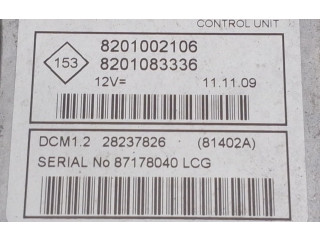 CONTROL UNIT
153
8201002106
8201083336
12V= 11.11.09
DCM1.2 28237826 (81402A)
SERIAL No 87178040 LCG